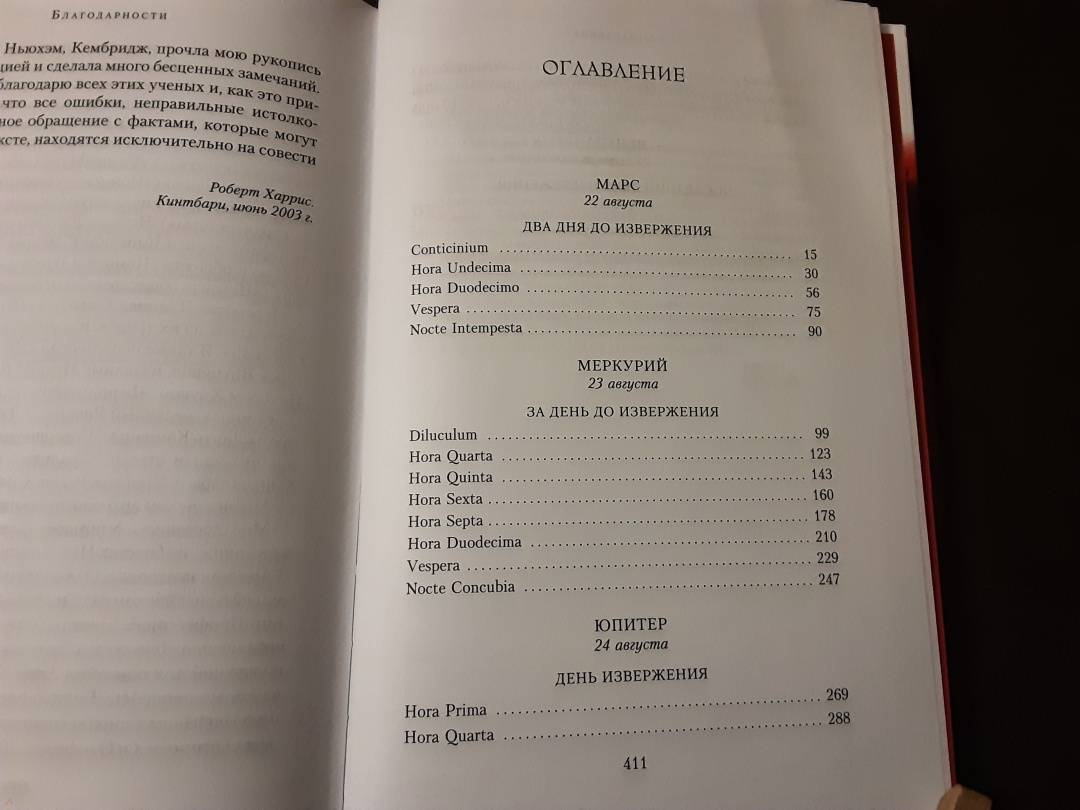 Благодарности
Ньюхэм, Кембридж, прочла мою рукопись
цией и сделала много бесценных замечаний.
благодарю всех этих ученых и, как это при-
что все ошибки, неправильные истолко-
ное обращение с фактами, которые могут
ксте, находятся исключительно на совести
Роберт Харрис.
Кинтбари, июнь 2003 г.
ОГЛАВЛЕНИЕ
МАРС
22 августа
ДВА ДНЯ ДО ИЗВЕРЖЕНИЯ
Conticinium 15
Hora Undecima 30
Hora Duodecimo 56
Vespera 75
Nocte Intempesta 90
МЕРКУРИЙ
23 августа
ЗА ДЕНЬ ДО ИЗВЕРЖЕНИЯ
Diluculum 99
Hora Quarta 123
Hora Quinta 143
Hora Sexta 160
Hora Septa 178
Hora Duodecima 210
Vespera 229
Nocte Concubia 247
ЮПИТЕР
24 августа
ДЕНЬ ИЗВЕРЖЕНИЯ
Hora Prima 269
Hora Quarta 288
411